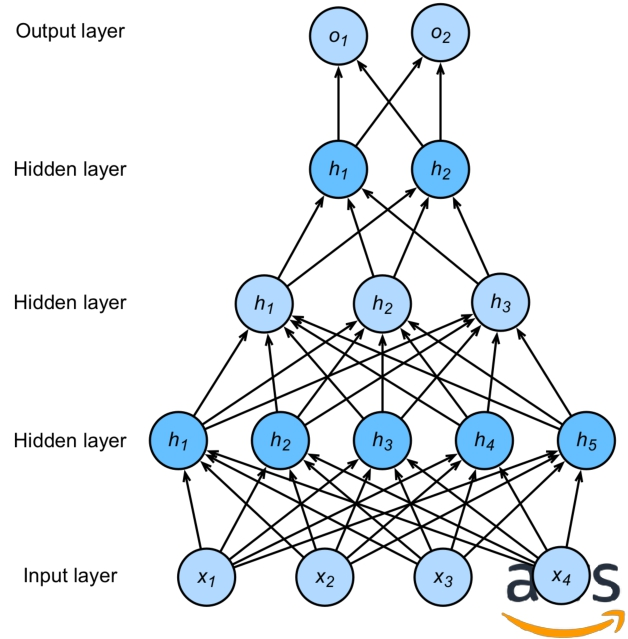 Output layer o1 o2
Hidden layer h1 h2
Hidden layer h1 h2 h3
Hidden layer h1 h2 h3 h4 h5
Input layer x1 x2 x3 x4